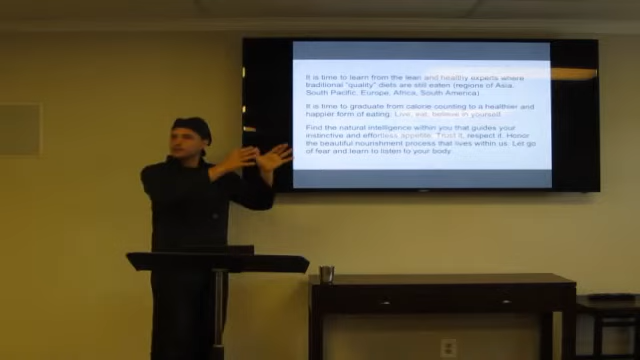 It is time to learn from the lean and healthy experts where
traditional "quality" diets are still eaten (regions of Asia,
South Pacific, Europe, Africa, South America)
It is time to graduate from calorie counting to a healthier and
happier form of eating. Live, eat, believe in yourself.
Find the natural intelligence within you that guides your
instinctive and effortless appetite. Trust it, respect it. Honor
the beautiful nourishment process that lives within us. Let go
of fear and learn to listen to your body.